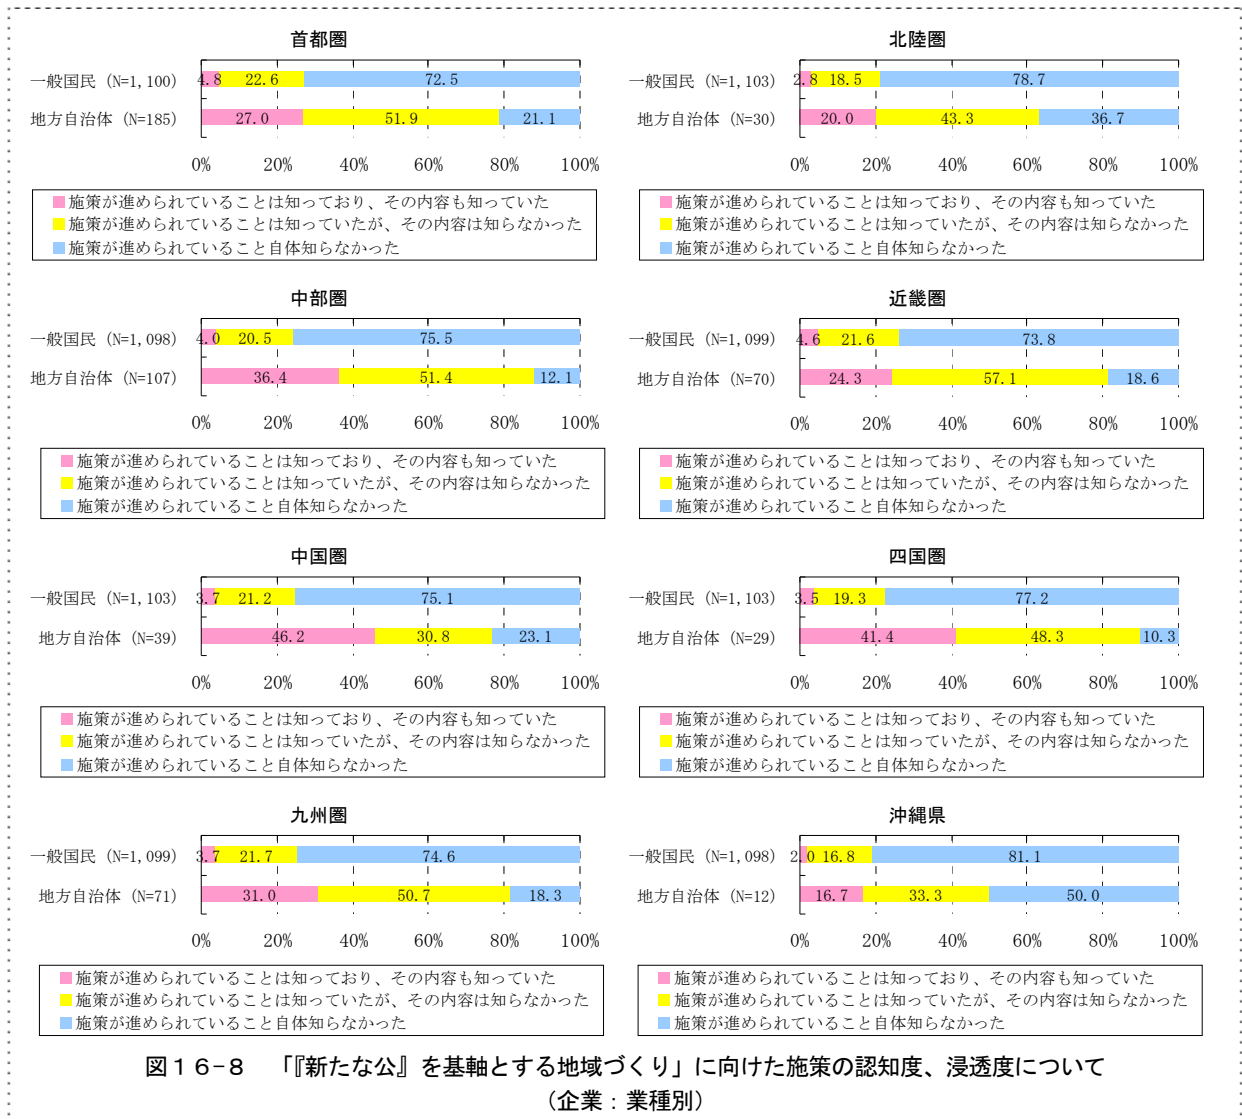 首都圏
一般国民 (N=1,100) 4.8 22.6 72.5
地方自治体 (N=185) 27.0 51.9 21.1
0% 20% 40% 60% 80% 100%
施策が進められていることは知っており、その内容も知っていた
施策が進められていることは知っていたが、その内容は知らなかった
施策が進められていること自体知らなかった
北陸圏
一般国民 (N=1,103) 2.8 18.5 78.7
地方自治体 (N=30) 20.0 43.3 36.7
0% 20% 40% 60% 80% 100%
施策が進められていることは知っており、その内容も知っていた
施策が進められていることは知っていたが、その内容は知らなかった
施策が進められていること自体知らなかった
中部圏
一般国民 (N=1,098) 4.0 20.5 75.5
地方自治体 (N=107) 36.4 51.4 12.1
0% 20% 40% 60% 80% 100%
施策が進められていることは知っており、その内容も知っていた
施策が進められていることは知っていたが、その内容は知らなかった
施策が進められていること自体知らなかった
近畿圏
一般国民 (N=1,099) 4.6 21.6 73.8
地方自治体 (N=70) 24.3 57.1 18.6
0% 20% 40% 60% 80% 100%
施策が進められていることは知っており、その内容も知っていた
施策が進められていることは知っていたが、その内容は知らなかった
施策が進められていること自体知らなかった
中国圏
一般国民 (N=1,103) 3.7 21.2 75.1
地方自治体 (N=39) 46.2 30.8 23.1
0% 20% 40% 60% 80% 100%
施策が進められていることは知っており、その内容も知っていた
施策が進められていることは知っていたが、その内容は知らなかった
施策が進められていること自体知らなかった
四国圏
一般国民 (N=1,103) 3.5 19.3 77.2
地方自治体 (N=29) 41.4 48.3 10.3
0% 20% 40% 60% 80% 100%
施策が進められていることは知っており、その内容も知っていた
施策が進められていることは知っていたが、その内容は知らなかった
施策が進められていること自体知らなかった
九州圏
一般国民 (N=1,099) 3.7 21.7 74.6
地方自治体 (N=71) 31.0 50.7 18.3
0% 20% 40% 60% 80% 100%
施策が進められていることは知っており、その内容も知っていた
施策が進められていることは知っていたが、その内容は知らなかった
施策が進められていること自体知らなかった
沖縄県
一般国民 (N=1,098) 2.0 16.8 81.1
地方自治体 (N=12) 16.7 33.3 50.0
0% 20% 40% 60% 80% 100%
施策が進められていることは知っており、その内容も知っていた
施策が進められていることは知っていたが、その内容は知らなかった
施策が進められていること自体知らなかった
図16-8 「『新たな公』を基軸とする地域づくり」に向けた施策の認知度、浸透度について
(企業:業種別)